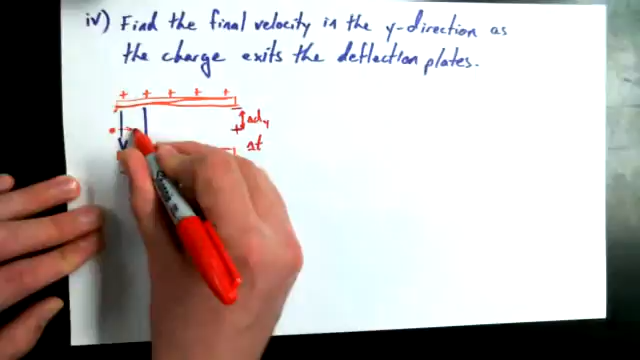 iv) Find the final velocity in the y-direction as
the charge exits the deflection plates.
+ + + + +
Δdy
+
Δt